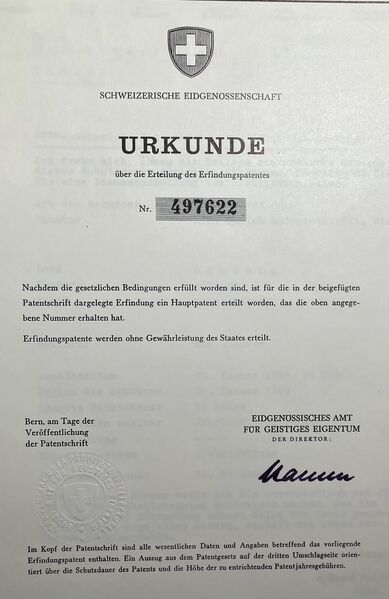 SCHWEIZERISCHE EIDGENOSSENSCHAFT
URKUNDE
über die Erteilung des Erfindungspatentes
Nr. 497622
Nachdem die gesetzlichen Bedingungen erfüllt worden sind, ist für die in der beigefügten
Patentschrift dargelegte Erfindung ein Hauptpatent erteilt worden, das die oben angege-
bene Nummer erhalten hat.
Erfindungspatente werden ohne Gewährleistung des Staates erteilt.
Bern, am Tage der
Veröffentlichung
der Patentschrift
EIDGENÖSSISCHES AMT
FÜR GEISTIGES EIGENTUM
DER DIREKTOR:
Im Kopf der Patentschrift sind alle wesentlichen Daten und Angaben betreffend das vorliegende
Erfindungspatent enthalten. Ein Auszug aus dem Patentgesetz auf der dritten Umschlagseite orien-
tiert über die Schutzdauer des Patents und die Höhe der zu entrichtenden Patentjahresgebühren.